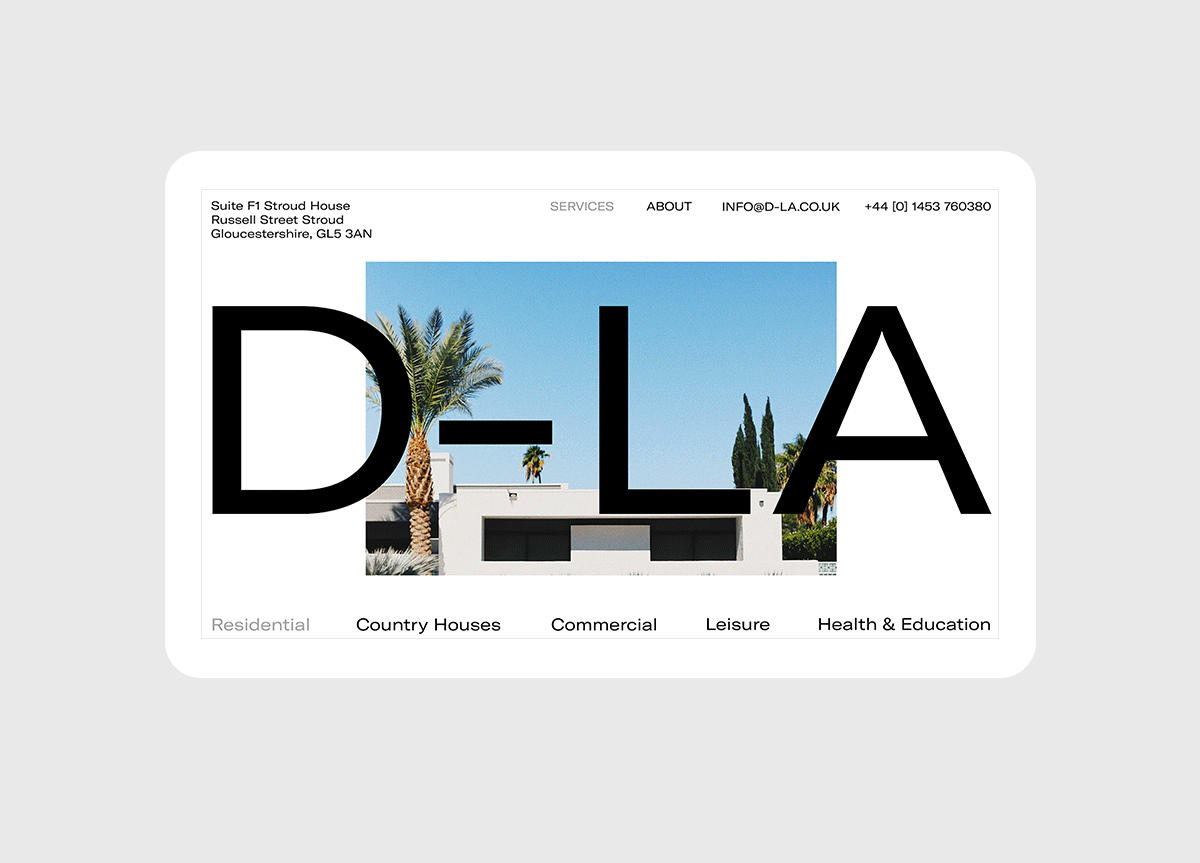 Suite F1 Stroud House
Russell Street Stroud
Gloucestershire, GL5 3AN
SERVICES ABOUT INFO@D-LA.CO.UK +44 [0] 1453 760380
D-LA
Residential Country Houses Commercial Leisure Health & Education